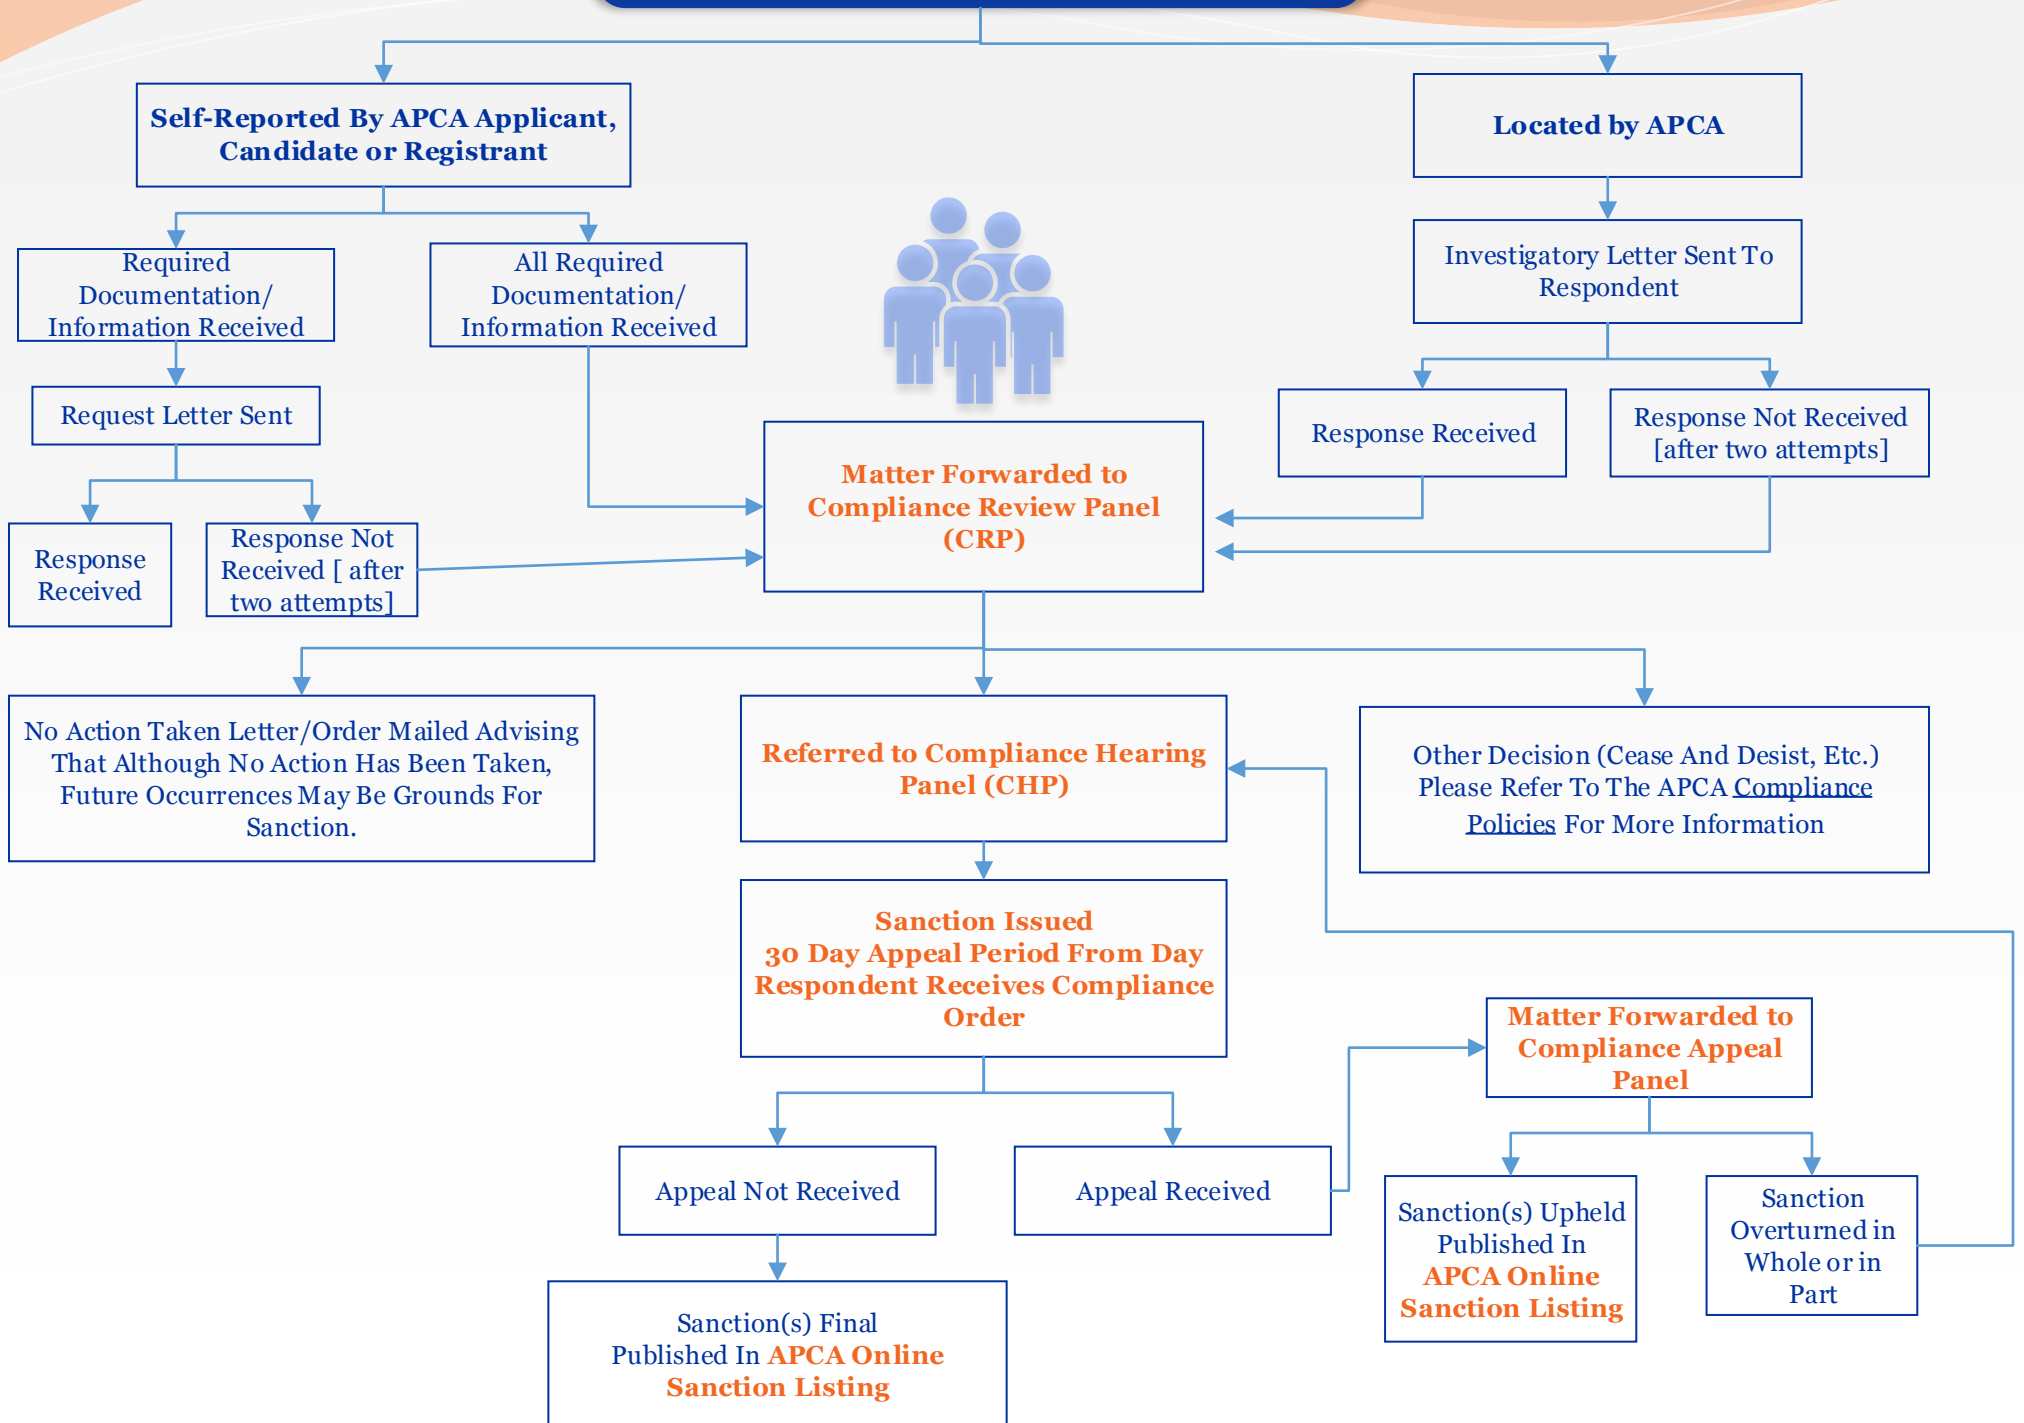 Self-Reported By APCA Applicant,
Candidate or Registrant
Located by APCA
Required
Documentation/
Information Received
All Required
Documentation/
Information Received
Investigatory Letter Sent To
Respondent
Request Letter Sent
Response Received
Response Not Received
[after two attempts]
Matter Forwarded to
Compliance Review Panel
(CRP)
Response
Received
Response Not
Received [ after
two attempts]
No Action Taken Letter/Order Mailed Advising
That Although No Action Has Been Taken,
Future Occurrences May Be Grounds For
Sanction.
Referred to Compliance Hearing
Panel (CHP)
Other Decision (Cease And Desist, Etc.)
Please Refer To The APCA Compliance
Policies For More Information
Sanction Issued
30 Day Appeal Period From Day
Respondent Receives Compliance
Order
Matter Forwarded to
Compliance Appeal
Panel
Appeal Not Received
Appeal Received
Sanction(s) Upheld
Published In
APCA Online
Sanction Listing
Sanction
Overturned in
Whole or in
Part
Sanction(s) Final
Published In APCA Online
Sanction Listing